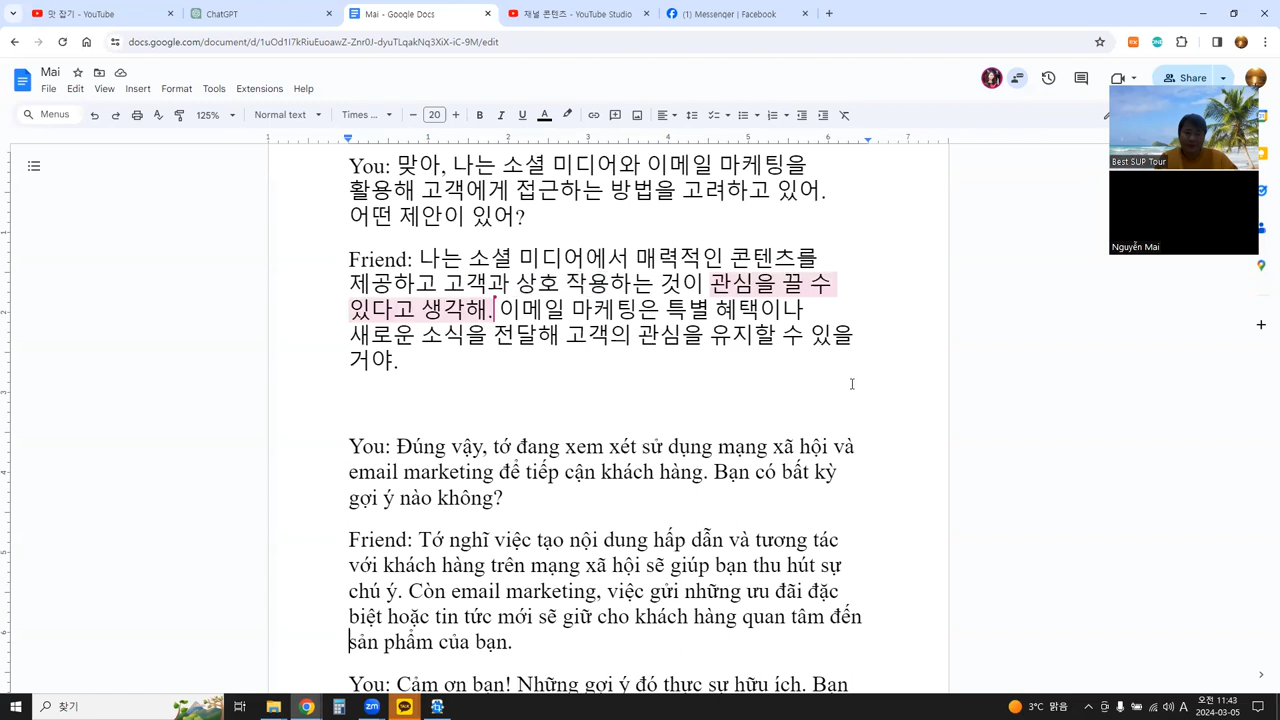 맛 잡기 - YouTube
ChatGPT
Mai - Google Docs
재널 콘텐츠 - YouTube Studio
(1) Messenger | Facebook
docs.google.com/document/d/1uOd1I7kRiuEuoawZ-Znr0J-dyuTLqakNq3XiX-iC-9M/edit
Mai
File Edit View Insert Format Tools Extensions Help
Share
Menus
125%
Normal text
Times ...
20
Best SUP Tour
Nguyễn Mai
1 1 2 3 4 5 6 7
You: 맞아, 나는 소셜 미디어와 이메일 마케팅을
활용해 고객에게 접근하는 방법을 고려하고 있어.
어떤 제안이 있어?
Friend: 나는 소셜 미디어에서 매력적인 콘텐츠를
제공하고 고객과 상호 작용하는 것이 관심을 끌 수
있다고 생각해. 이메일 마케팅은 특별 혜택이나
새로운 소식을 전달해 고객의 관심을 유지할 수 있을
거야.
You: Đúng vậy, tớ đang xem xét sử dụng mạng xã hội và
email marketing để tiếp cận khách hàng. Bạn có bất kỳ
gợi ý nào không?
Friend: Tớ nghĩ việc tạo nội dung hấp dẫn và tương tác
với khách hàng trên mạng xã hội sẽ giúp bạn thu hút sự
chú ý. Còn email marketing, việc gửi những ưu đãi đặc
biệt hoặc tin tức mới sẽ giữ cho khách hàng quan tâm đến
sản phẩm của bạn.
You: Cảm ơn bạn! Những gợi ý đó thực sự hữu ích. Bạn
찾기
3℃ 맑음
A
오전 11:43
2024-03-05